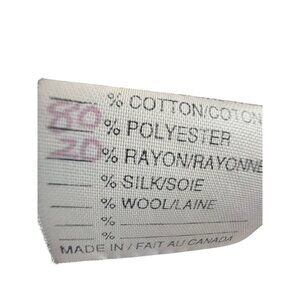 % COTTON/COTON
80 % POLYESTER
20 % RAYON/RAYONNE
% SILK/SOIE
% WOOL/LAINE
%
%
MADE IN / FAIT AU CANADA